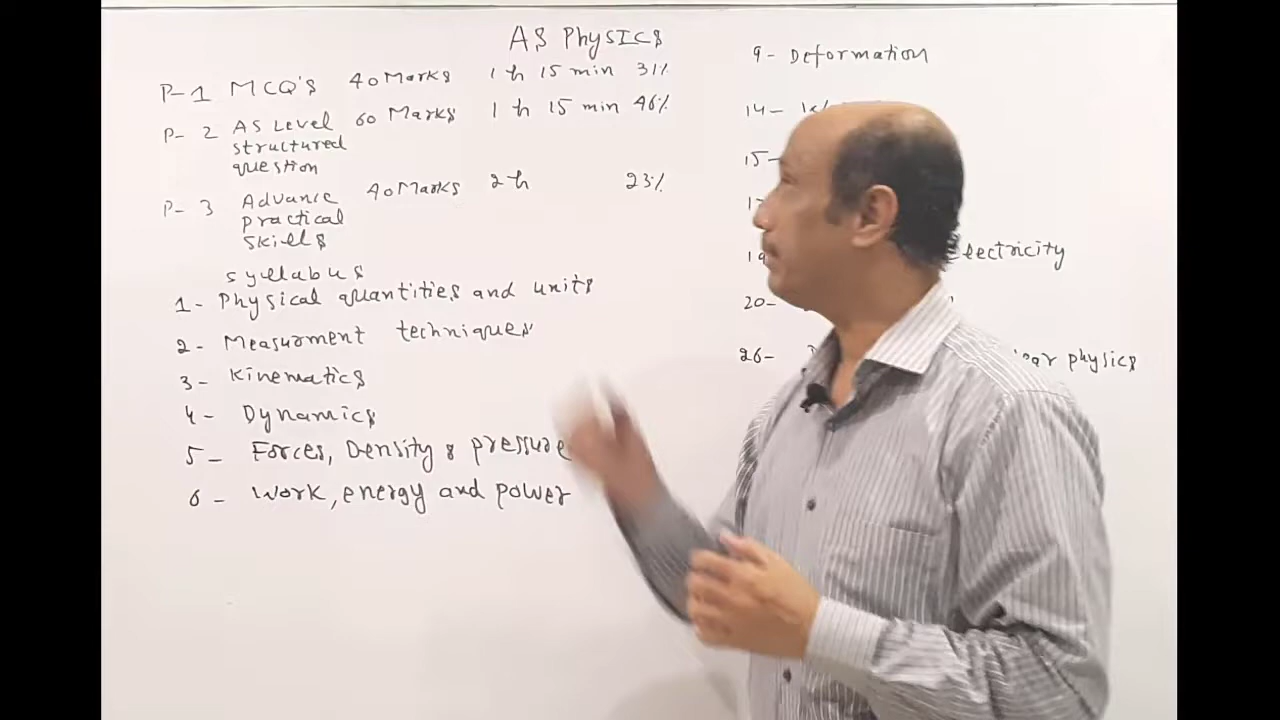 AS Physics
P-1 MCQ's 40 Marks 1 h 15 min 31%
P-2 AS Level 60 Marks 1 h 15 min 46%
structured
question
P-3 Advance 40 Marks 2h 23%
practical
skills
syllabus
1- Physical quantities and units
2- Measurment techniques
3- Kinematics
4- Dynamics
5- Forces, Density & pressure
6- Work, energy and power
9- Deformation
14-
15-
electricity
20-
26- physics